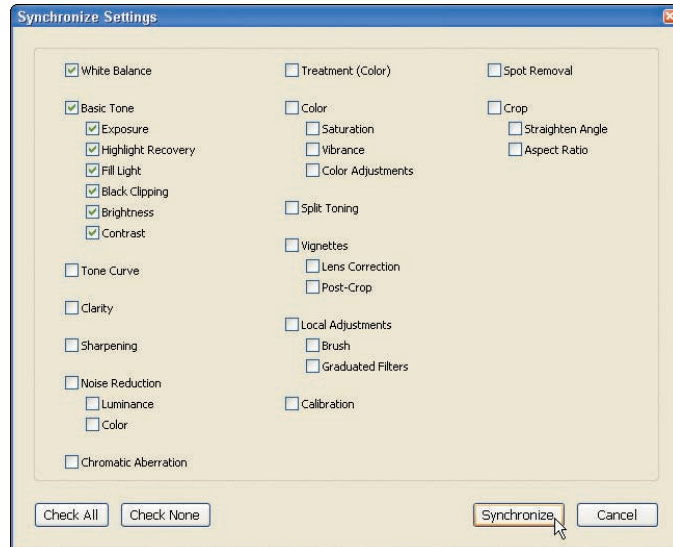 Synchronize Settings
White Balance
Basic Tone
Exposure
Highlight Recovery
Fill Light
Black Clipping
Brightness
Contrast
Tone Curve
Clarity
Sharpening
Noise Reduction
Luminance
Color
Chromatic Aberration
Treatment (Color)
Color
Saturation
Vibrance
Color Adjustments
Split Toning
Vignettes
Lens Correction
Post-Crop
Local Adjustments
Brush
Graduated Filters
Calibration
Spot Removal
Crop
Straighten Angle
Aspect Ratio
Check All
Check None
Synchronize
Cancel